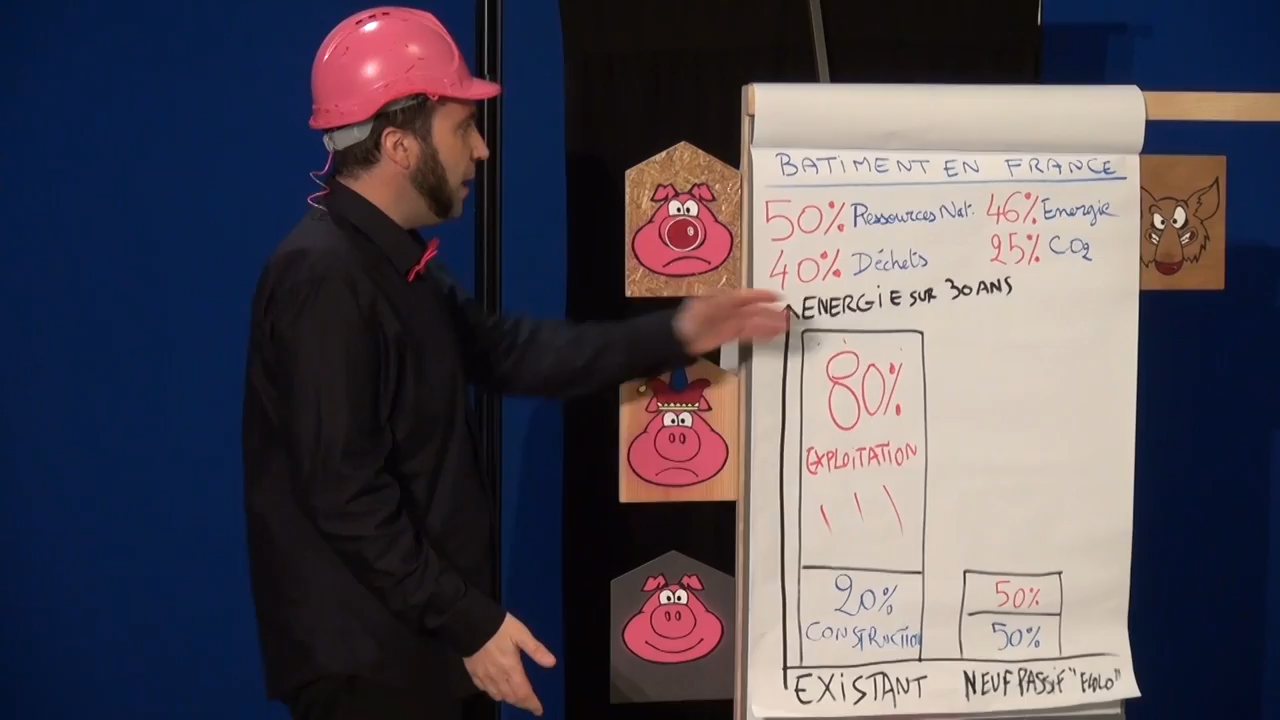 BATIMENT EN FRANCE
50% Ressources Nat. 46% Energie
40% Déchets 25% CO2
ENERGIE SUR 30 ANS
80%
EXPLOITATION
20%
CONSTRUCTION
50%
50%
EXISTANT NEUF PASSIF "ECOLO"